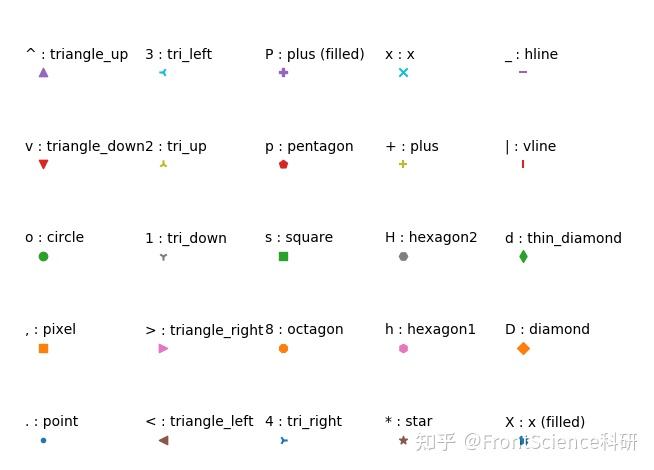 ^ : triangle_up 3 : tri_left P : plus (filled) x : x _ : hline
v : triangle_down 2 : tri_up p : pentagon + : plus | : vline
o : circle 1 : tri_down s : square H : hexagon2 d : thin_diamond
, : pixel > : triangle_right 8 : octagon h : hexagon1 D : diamond
. : point < : triangle_left 4 : tri_right * : star X : x (filled)
知乎 @FrontScience科研